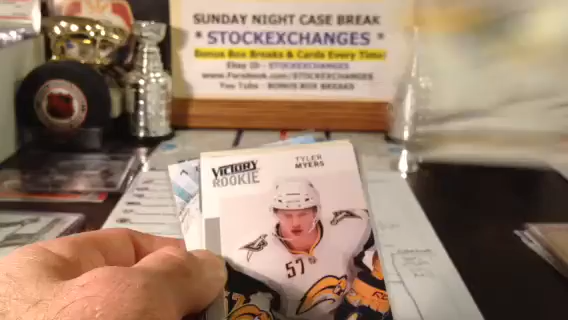 SUNDAY NIGHT CASE BREAK
* STOCKEXCHANGES *
Bonus Box Breaks & Cards Every Time!
Ebay ID - STOCKEXCHANGES
www.Facebook.com/STOCKEXCHANGES
You Tube - BONUS BOX BREAKS
VICTORY
ROOKIE
TYLER
MYERS
57